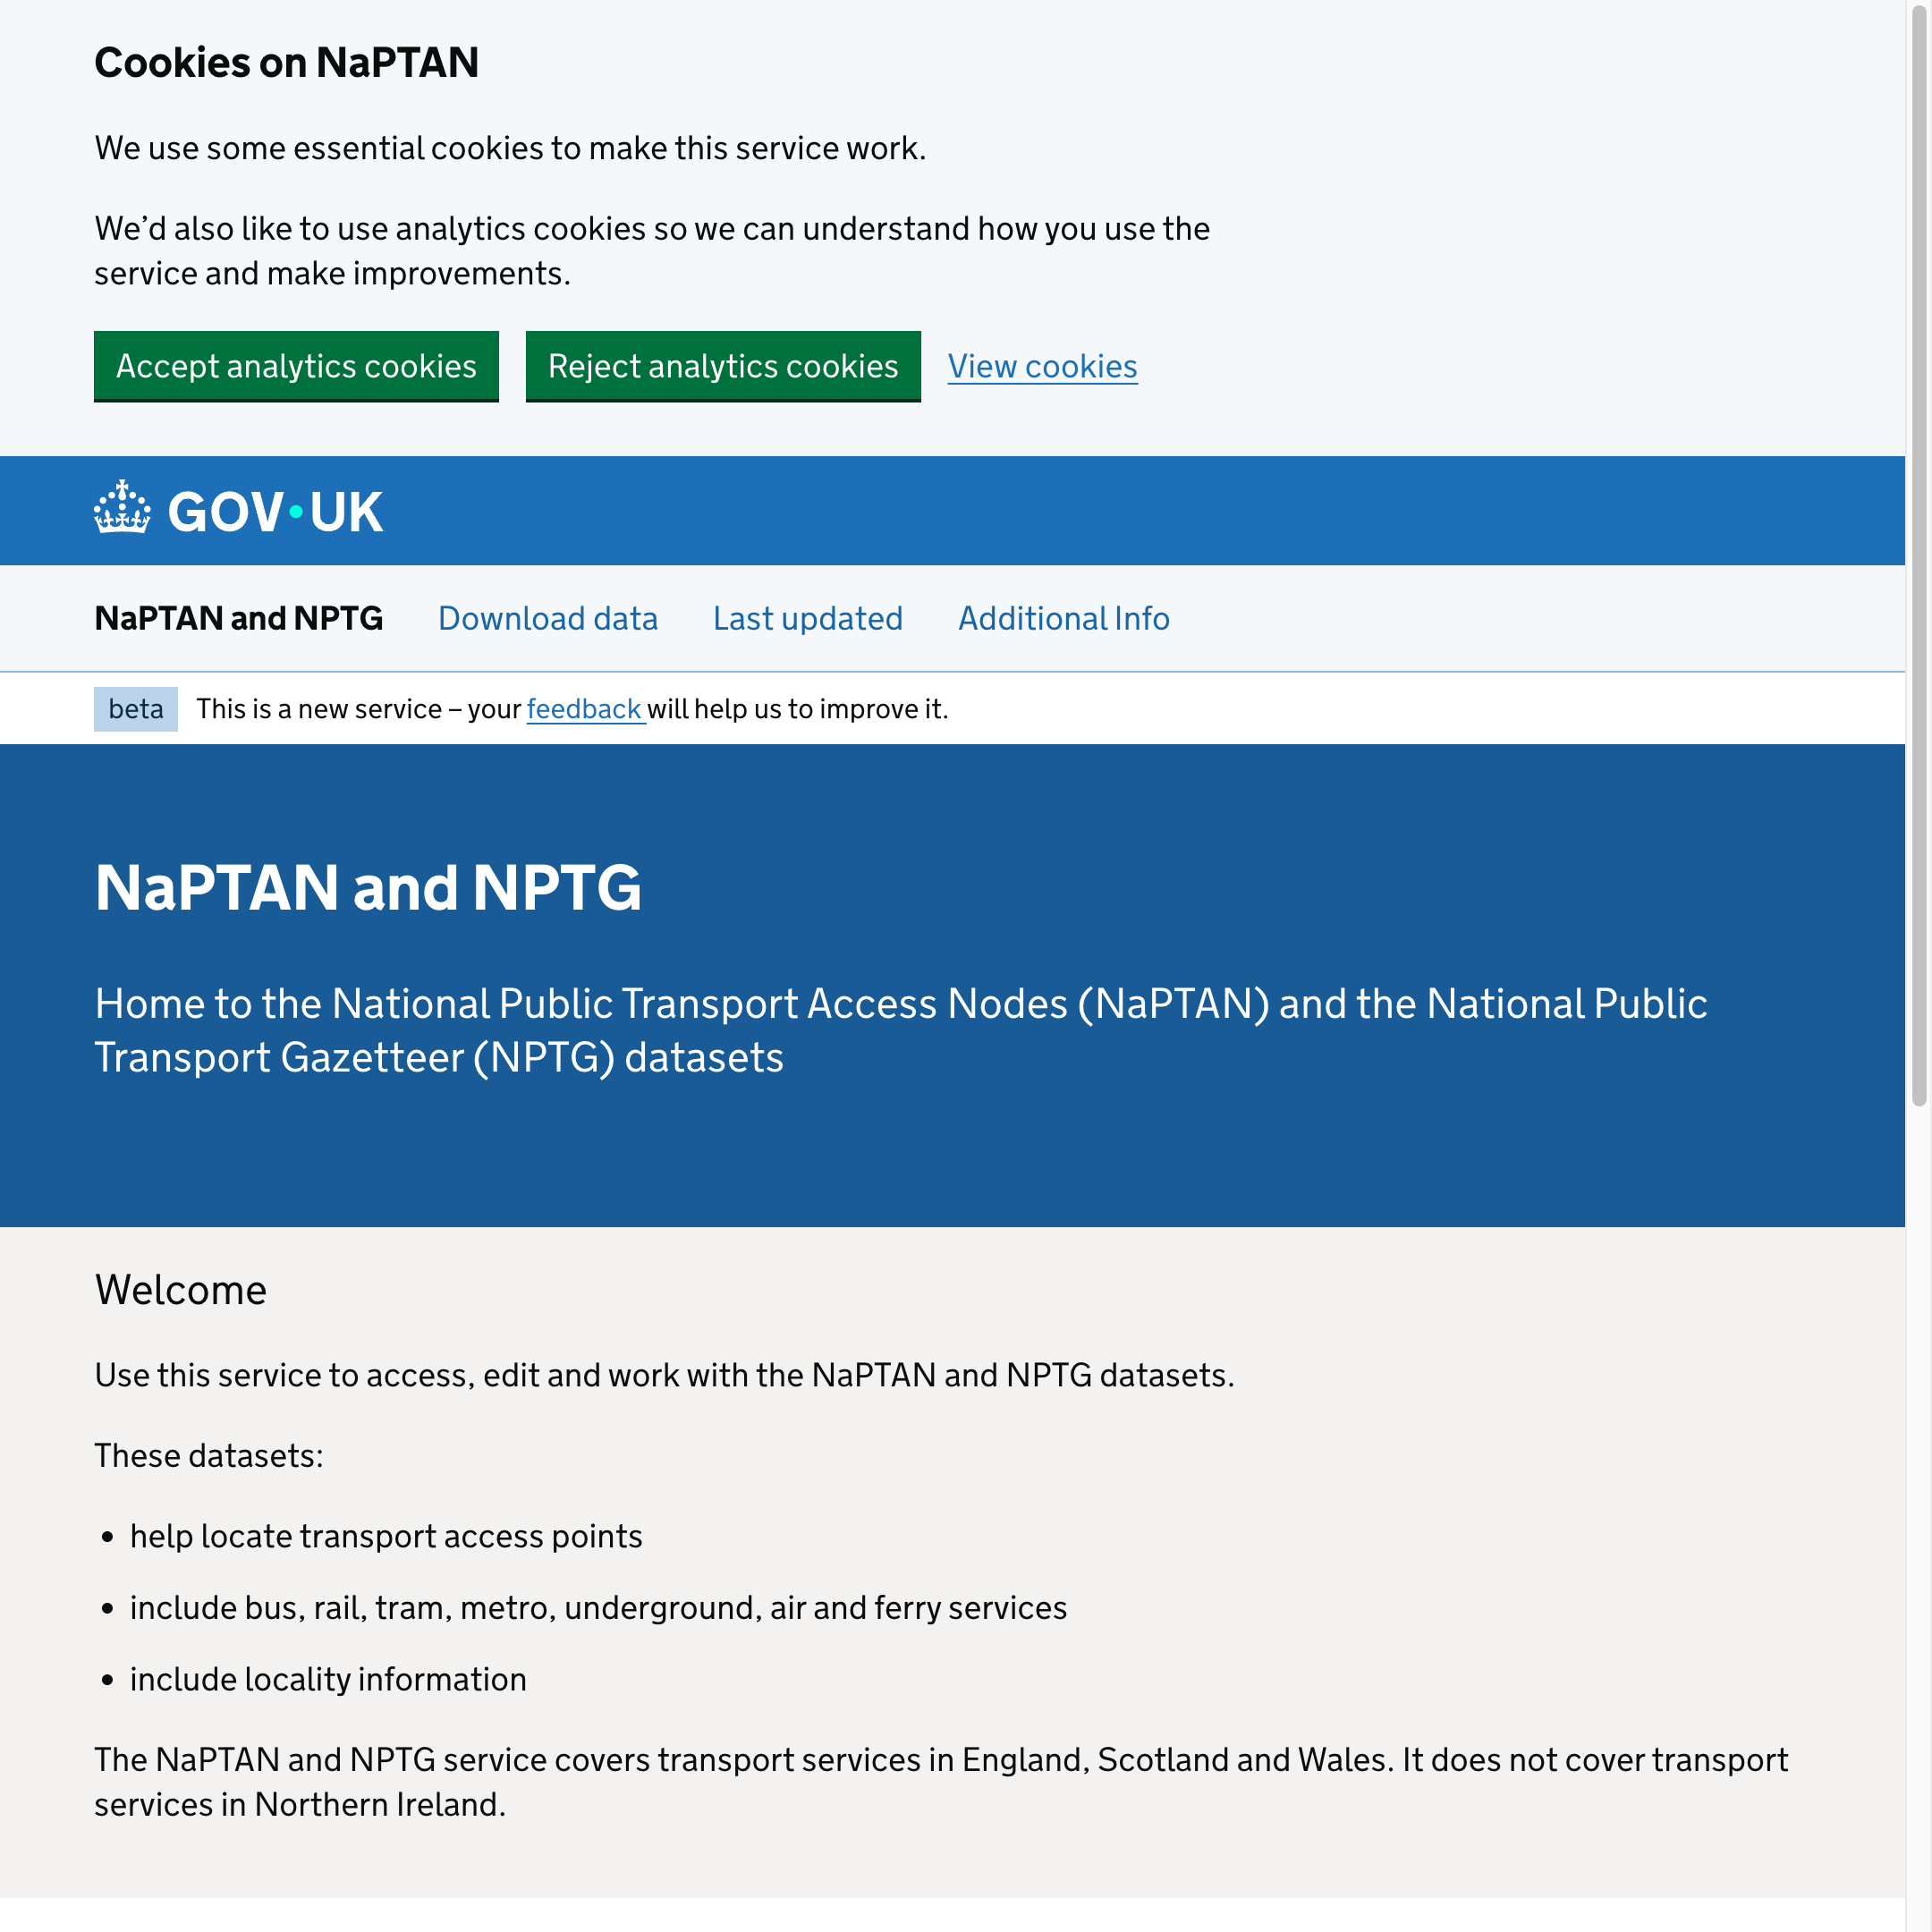 Cookies on NaPTAN
We use some essential cookies to make this service work.
We’d also like to use analytics cookies so we can understand how you use the
service and make improvements.
Accept analytics cookies Reject analytics cookies View cookies
GOV·UK
NaPTAN and NPTG Download data Last updated Additional Info
beta This is a new service – your feedback will help us to improve it.
NaPTAN and NPTG
Home to the National Public Transport Access Nodes (NaPTAN) and the National Public
Transport Gazetteer (NPTG) datasets
Welcome
Use this service to access, edit and work with the NaPTAN and NPTG datasets.
These datasets:
• help locate transport access points
• include bus, rail, tram, metro, underground, air and ferry services
• include locality information
The NaPTAN and NPTG service covers transport services in England, Scotland and Wales. It does not cover transport
services in Northern Ireland.